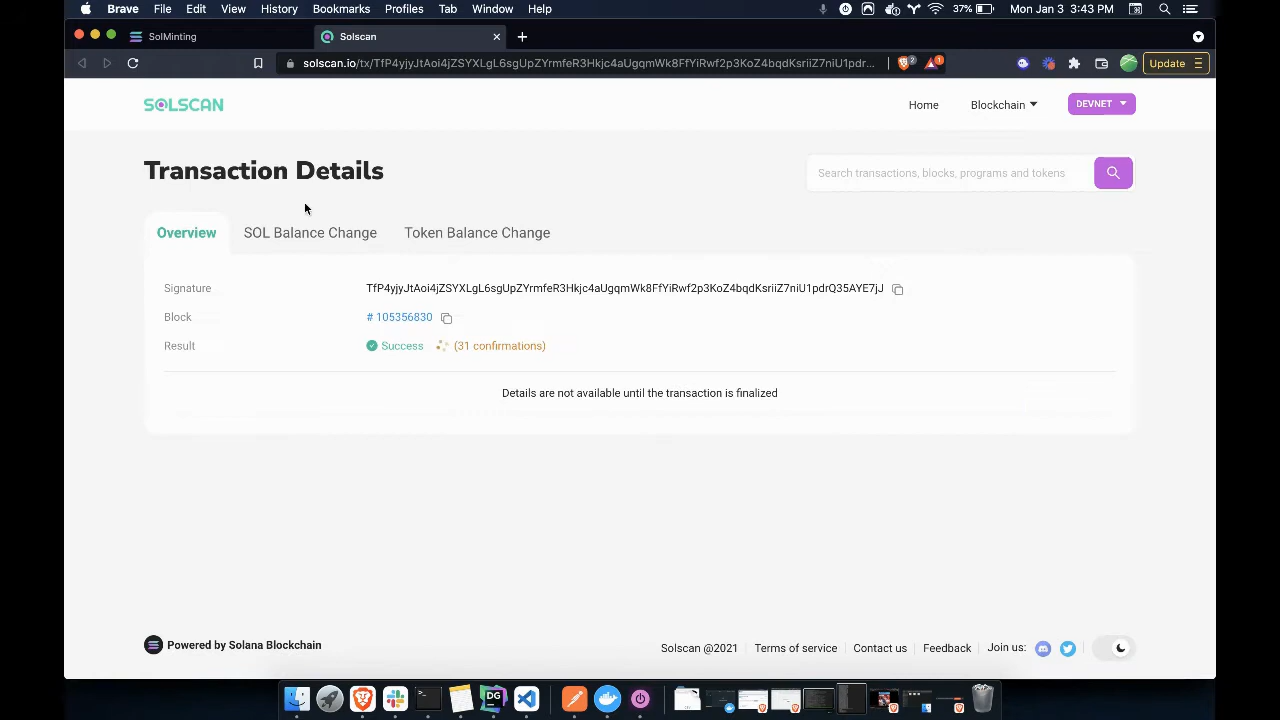 Brave File Edit View History Bookmarks Profiles Tab Window Help 37% Mon Jan 3 3:43 PM
SolMinting Solscan
solscan.io/tx/TfP4yjyJtAoi4jZSYXLgL6sgUpZYrmfeR3Hkjc4aUgqmWk8FfYiRwf2p3KoZ4bqdKsriiZ7niU1pdr... 2 1 Update
SOLSCAN Home Blockchain DEVNET
Transaction Details Search transactions, blocks, programs and tokens
Overview SOL Balance Change Token Balance Change
Signature TfP4yjyJtAoi4jZSYXLgL6sgUpZYrmfeR3Hkjc4aUgqmWk8FfYiRwf2p3KoZ4bqdKsriiZ7niU1pdrQ35AYE7jJ
Block # 105356830
Result Success (31 confirmations)
Details are not available until the transaction is finalized
Powered by Solana Blockchain Solscan @2021 Terms of service Contact us Feedback Join us:
DG